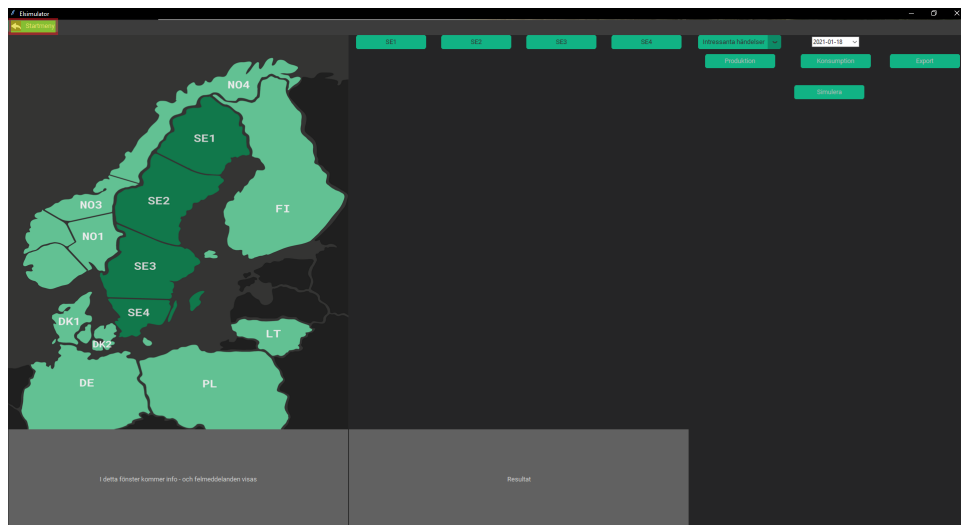 Elsimulator
Startmeny
SE1 SE2 SE3 SE4 Intressanta händelser 2021-01-18
Produktion Konsumption Export
Simulera
NO4
SE1
SE2
NO3
FI
NO1
SE3
SE4
DK1
LT
DK2
DE
PL
I detta fönster kommer info - och felmeddelanden visas
Resultat